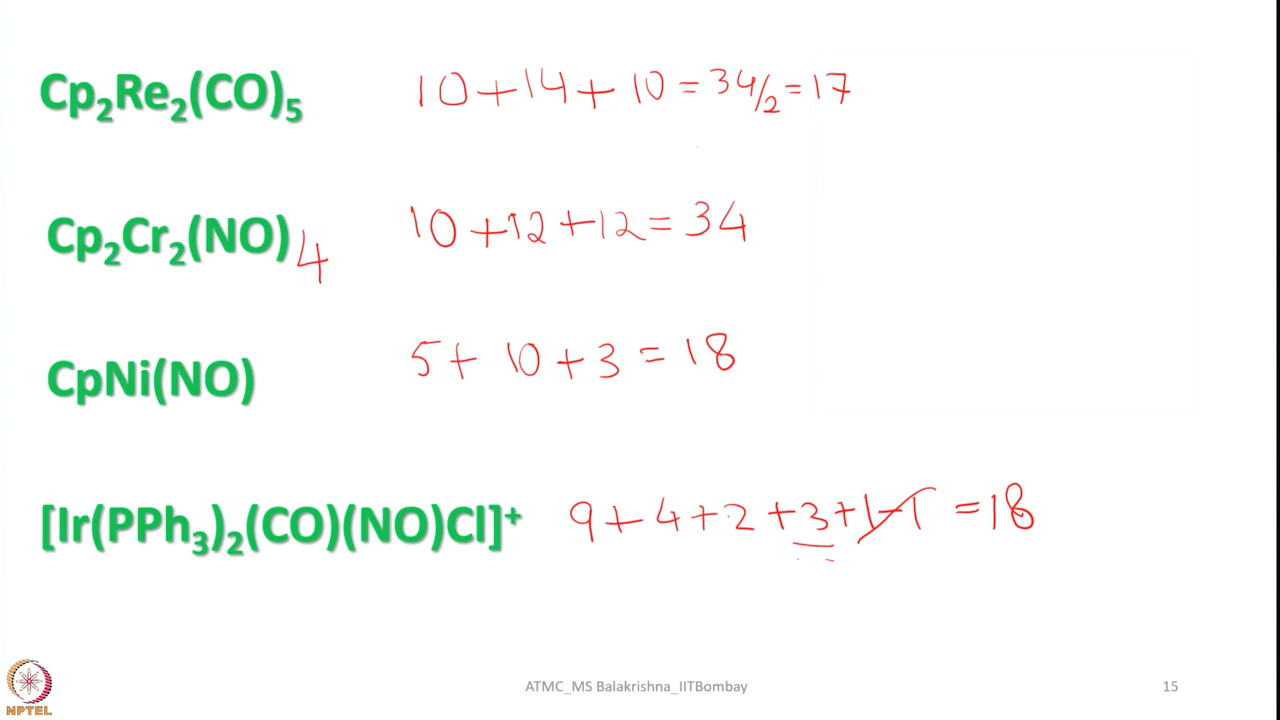 Cp₂Re₂(CO)₅ 10+14+10=34/2=17
Cp₂Cr₂(NO)4 10+12+12=34
CpNi(NO) 5+10+3=18
[Ir(PPh₃)₂(CO)(NO)Cl]⁺ 9+4+2+3+1-1=18
NPTEL
ATMC_MS Balakrishna_IITBombay
15